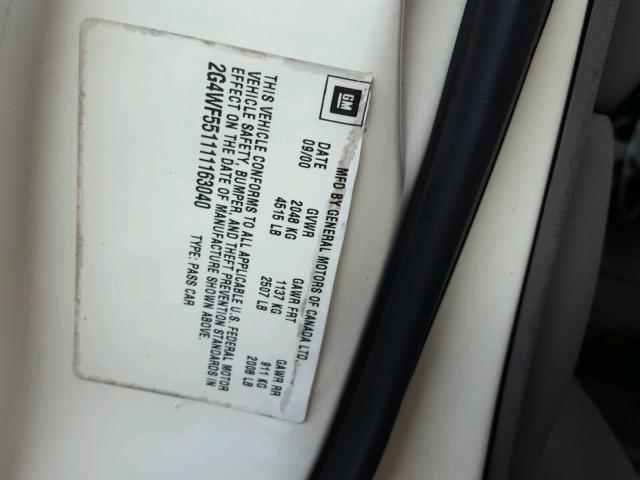 GM
MFD BY GENERAL MOTORS OF CANADA LTD.
DATE GVWR GAWR FRT GAWR RR
09/00 2048 KG 1137 KG 911 KG
4515 LB 2507 LB 2008 LB
THIS VEHICLE CONFORMS TO ALL APPLICABLE U.S. FEDERAL MOTOR
VEHICLE SAFETY, BUMPER, AND THEFT PREVENTION STANDARDS IN
EFFECT ON THE DATE OF MANUFACTURE SHOWN ABOVE.
2G4WF551111163040 TYPE: PASS CAR